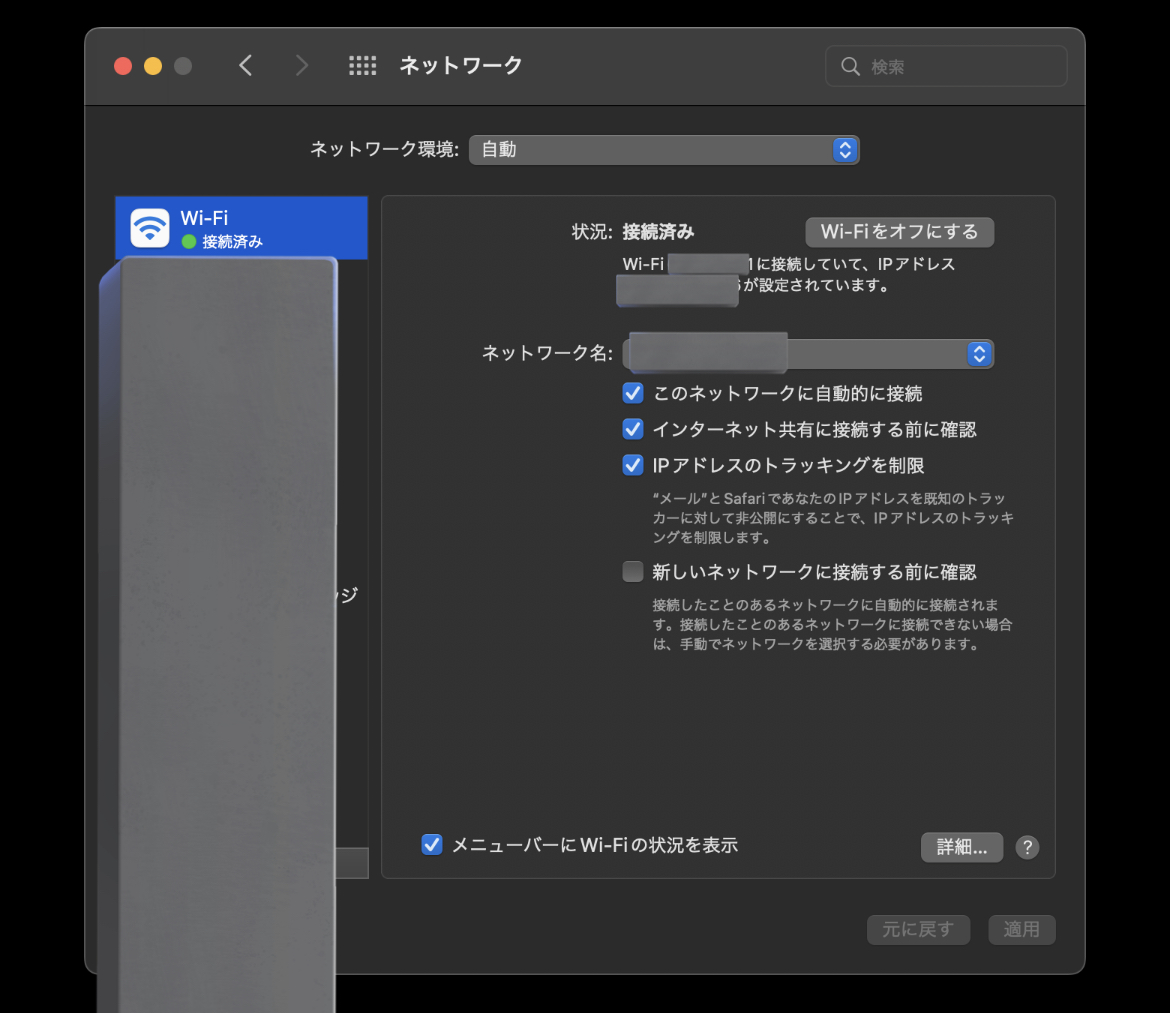 ネットワーク
検索
ネットワーク環境: 自動
Wi-Fi
接続済み
ジ
状況: 接続済み
Wi-Fiをオフにする
Wi-Fi 1に接続していて、IPアドレス
が設定されています。
ネットワーク名:
このネットワークに自動的に接続
インターネット共有に接続する前に確認
IPアドレスのトラッキングを制限
“メール”とSafariであなたのIPアドレスを既知のトラッ
カーに対して非公開にすることで、IPアドレスのトラッキ
ングを制限します。
新しいネットワークに接続する前に確認
接続したことのあるネットワークに自動的に接続されま
す。接続したことのあるネットワークに接続できない場合
は、手動でネットワークを選択する必要があります。
メニューバーにWi-Fiの状況を表示
詳細...
?
元に戻す
適用